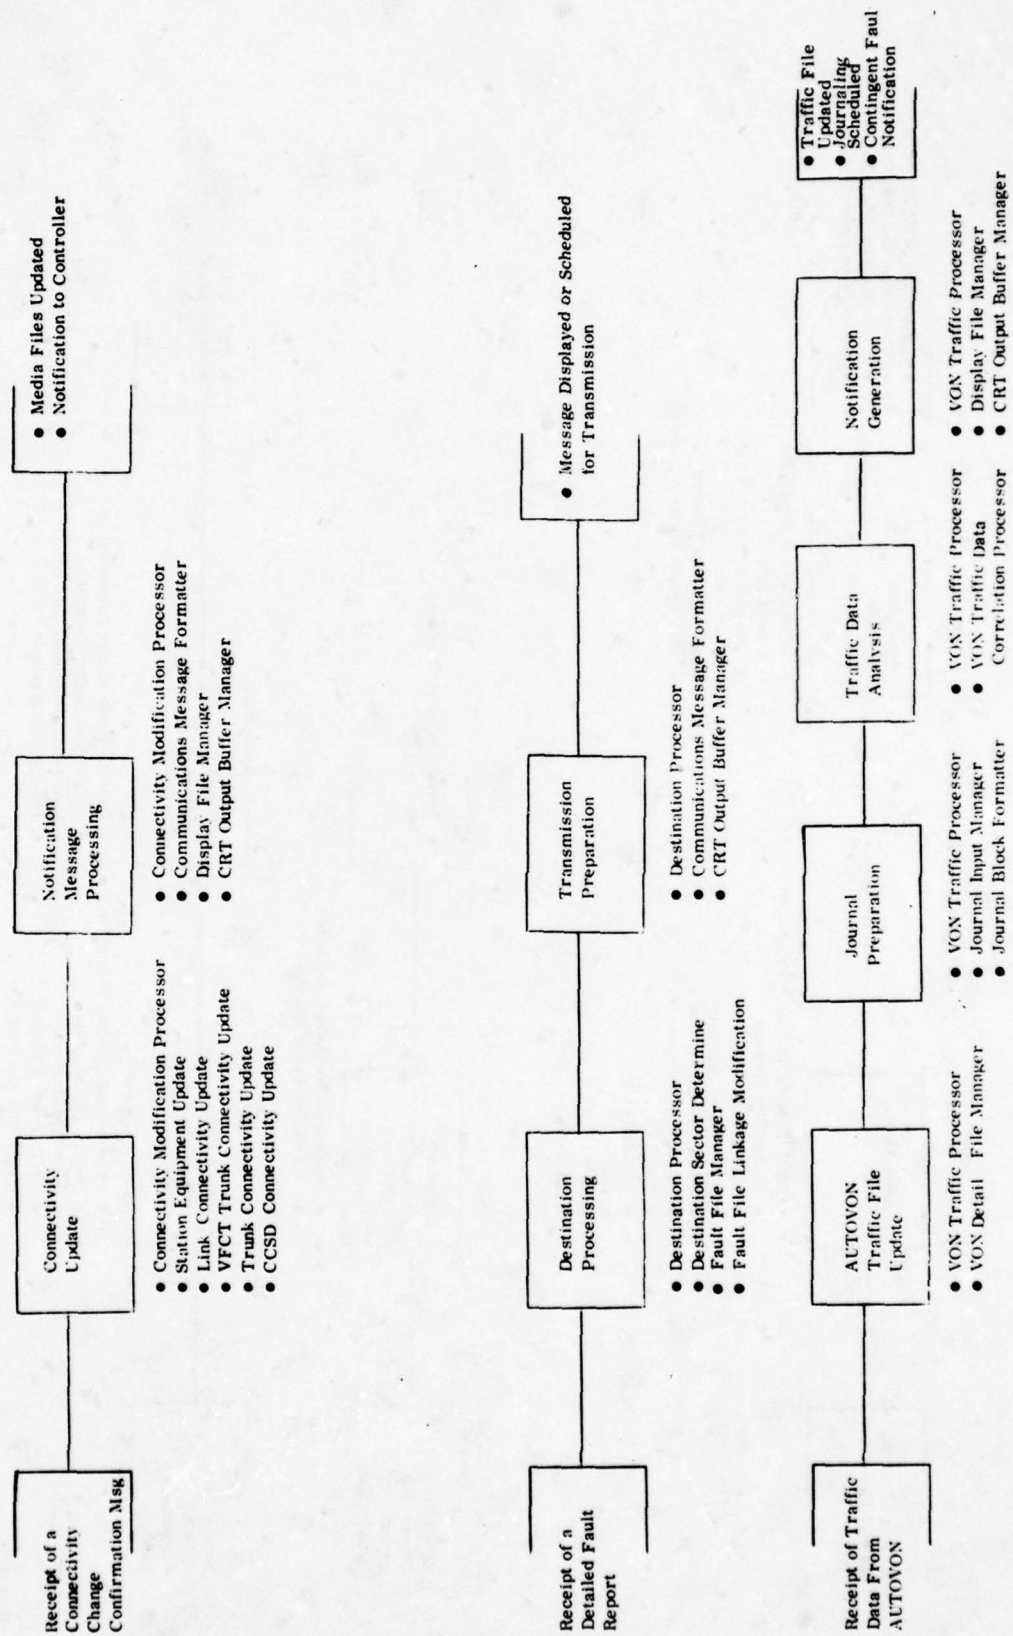 Receipt of a
Connectivity
Change
Confirmation Msg
Connectivity
Update
● Connectivity Modification Processor
● Station Equipment Update
● Link Connectivity Update
● VFCT Trunk Connectivity Update
● Trunk Connectivity Update
● CCSD Connectivity Update
Notification
Message
Processing
● Connectivity Modification Processor
● Communications Message Formatter
● Display File Manager
● CRT Output Buffer Manager
● Media Files Updated
● Notification to Controller
Receipt of a
Detailed Fault
Report
Destination
Processing
● Destination Processor
● Destination Sector Determine
● Fault File Manager
● Fault File Linkage Modification
Transmission
Preparation
● Destination Processor
● Communications Message Formatter
● CRT Output Buffer Manager
● Message Displayed or Scheduled
for Transmission
Receipt of Traffic
Data From
AUTOVON
AUTOVON
Traffic File
Update
● VON Traffic Processor
● VON Detail File Manager
Journal
Preparation
● VON Traffic Processor
● Journal Input Manager
● Journal Block Formatter
Traffic Data
Analysis
● VON Traffic Processor
● VON Traffic Data
Correlation Processor
Notification
Generation
● VON Traffic Processor
● Display File Manager
● CRT Output Buffer Manager
● Traffic File
Updated
● Journaling
Scheduled
● Contingent Faul
Notification